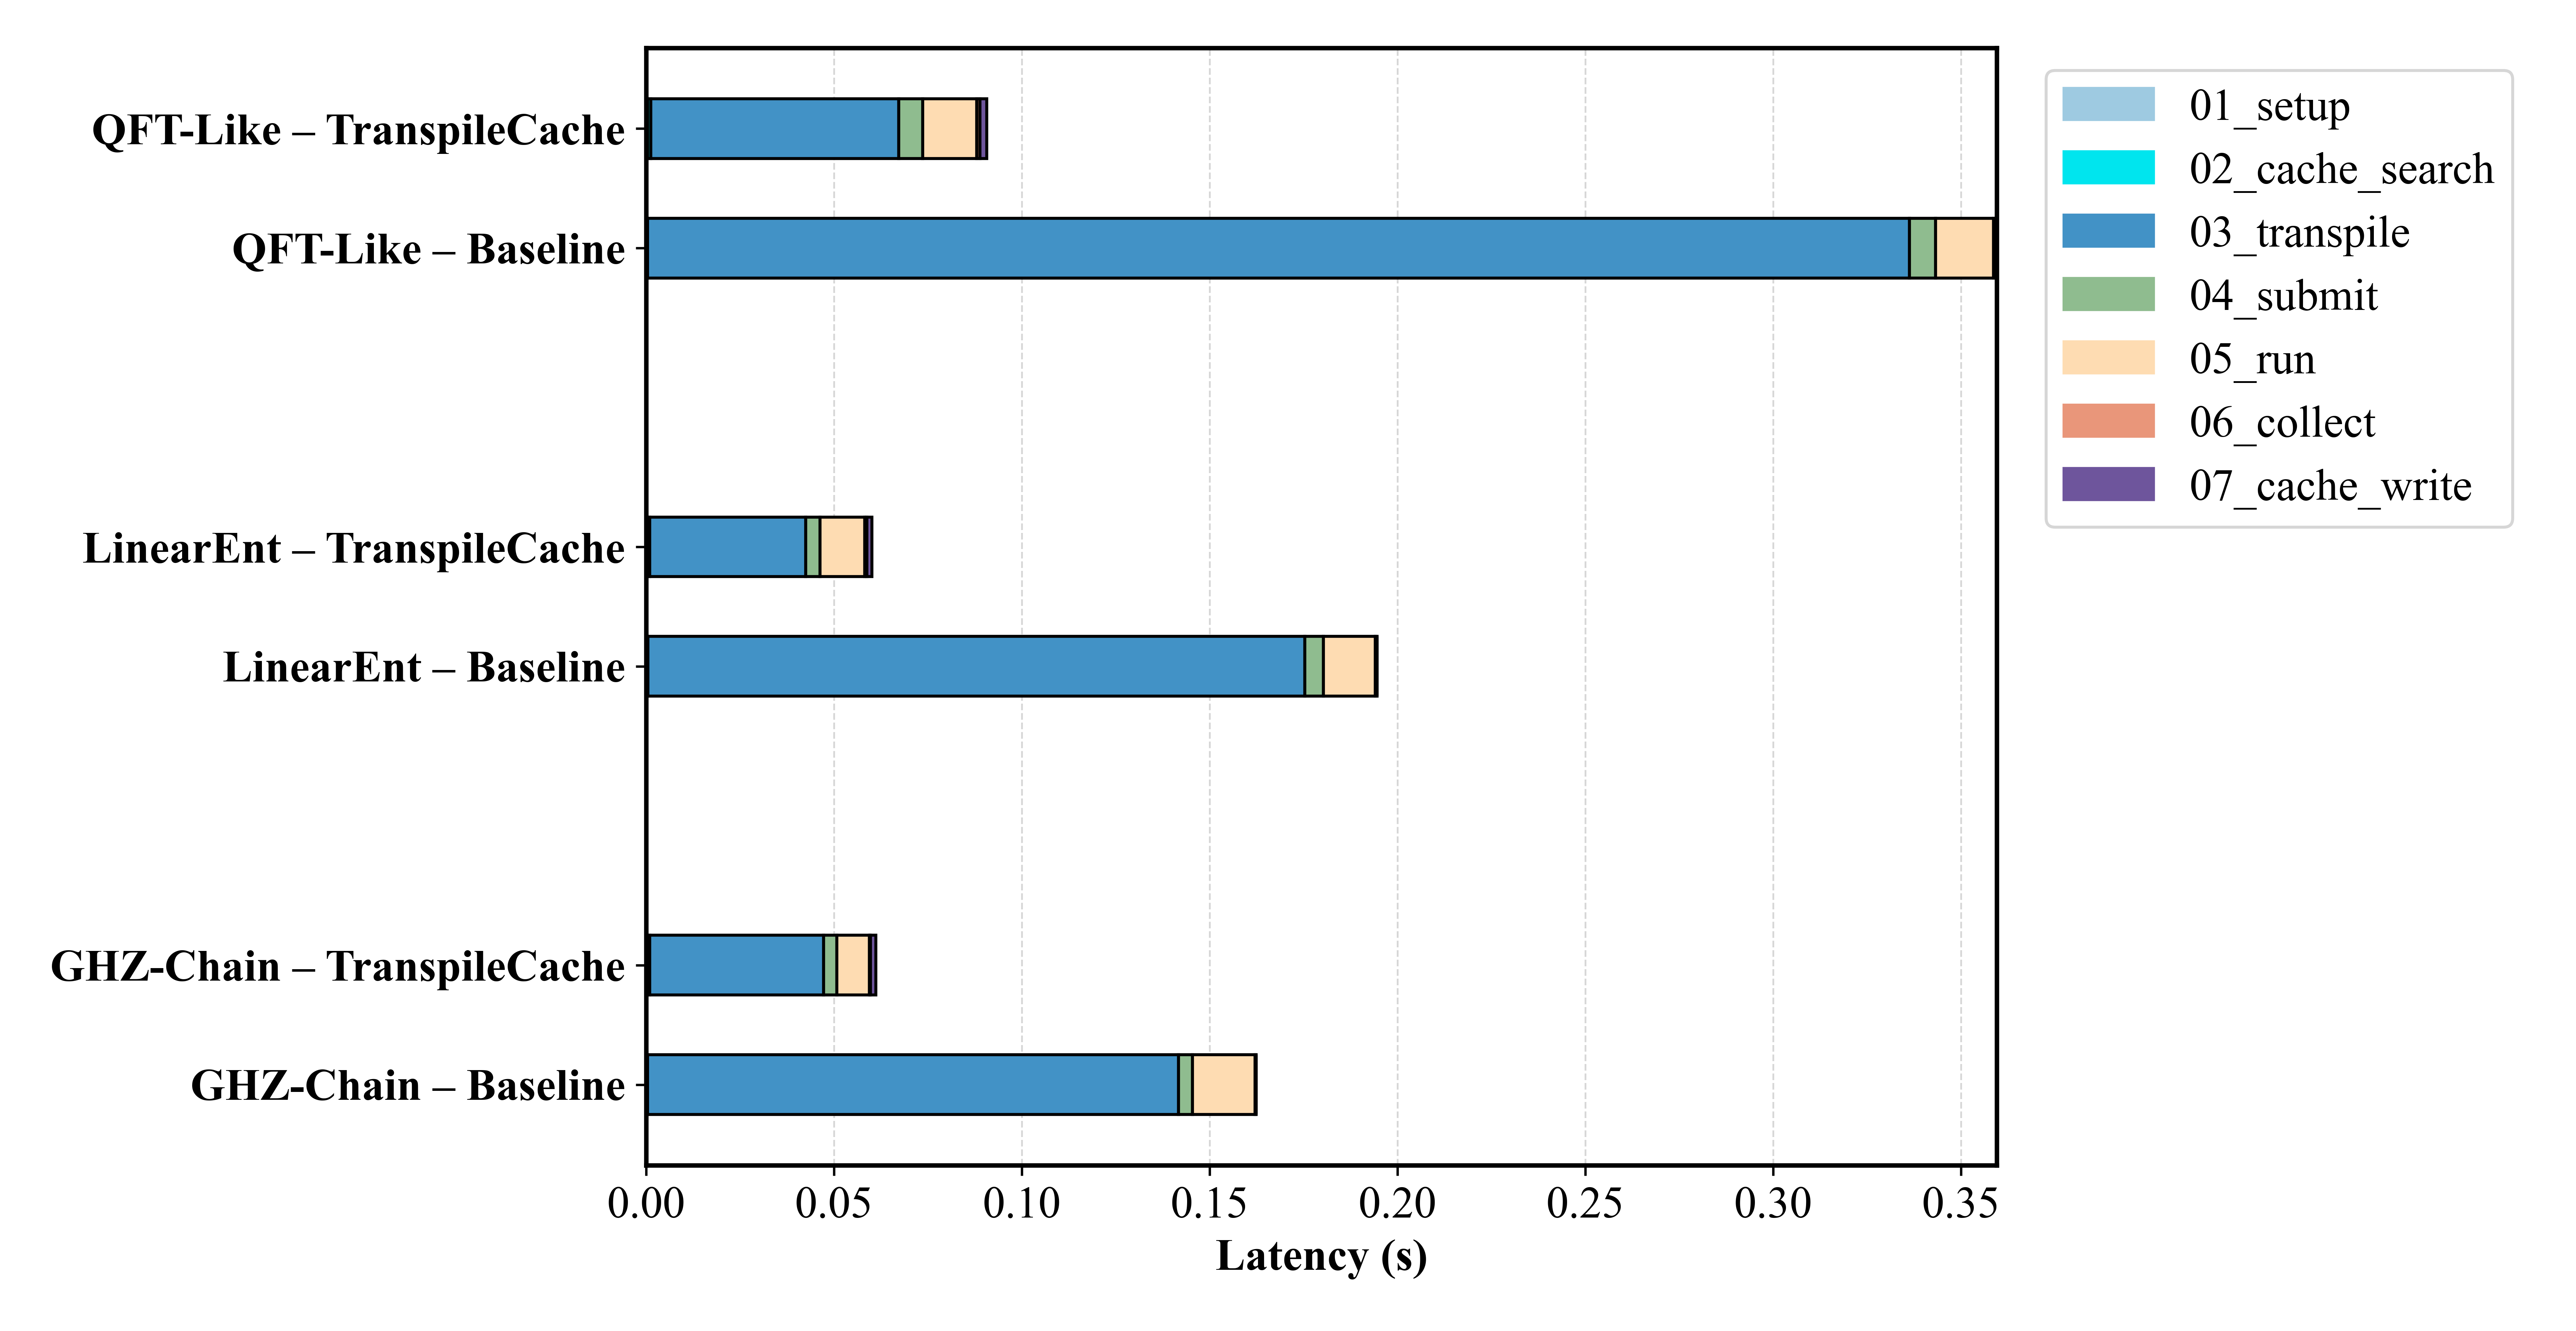 QFT-Like – TranspileCache
QFT-Like – Baseline
LinearEnt – TranspileCache
LinearEnt – Baseline
GHZ-Chain – TranspileCache
GHZ-Chain – Baseline
0.00 0.05 0.10 0.15 0.20 0.25 0.30 0.35
Latency (s)
01_setup
02_cache_search
03_transpile
04_submit
05_run
06_collect
07_cache_write